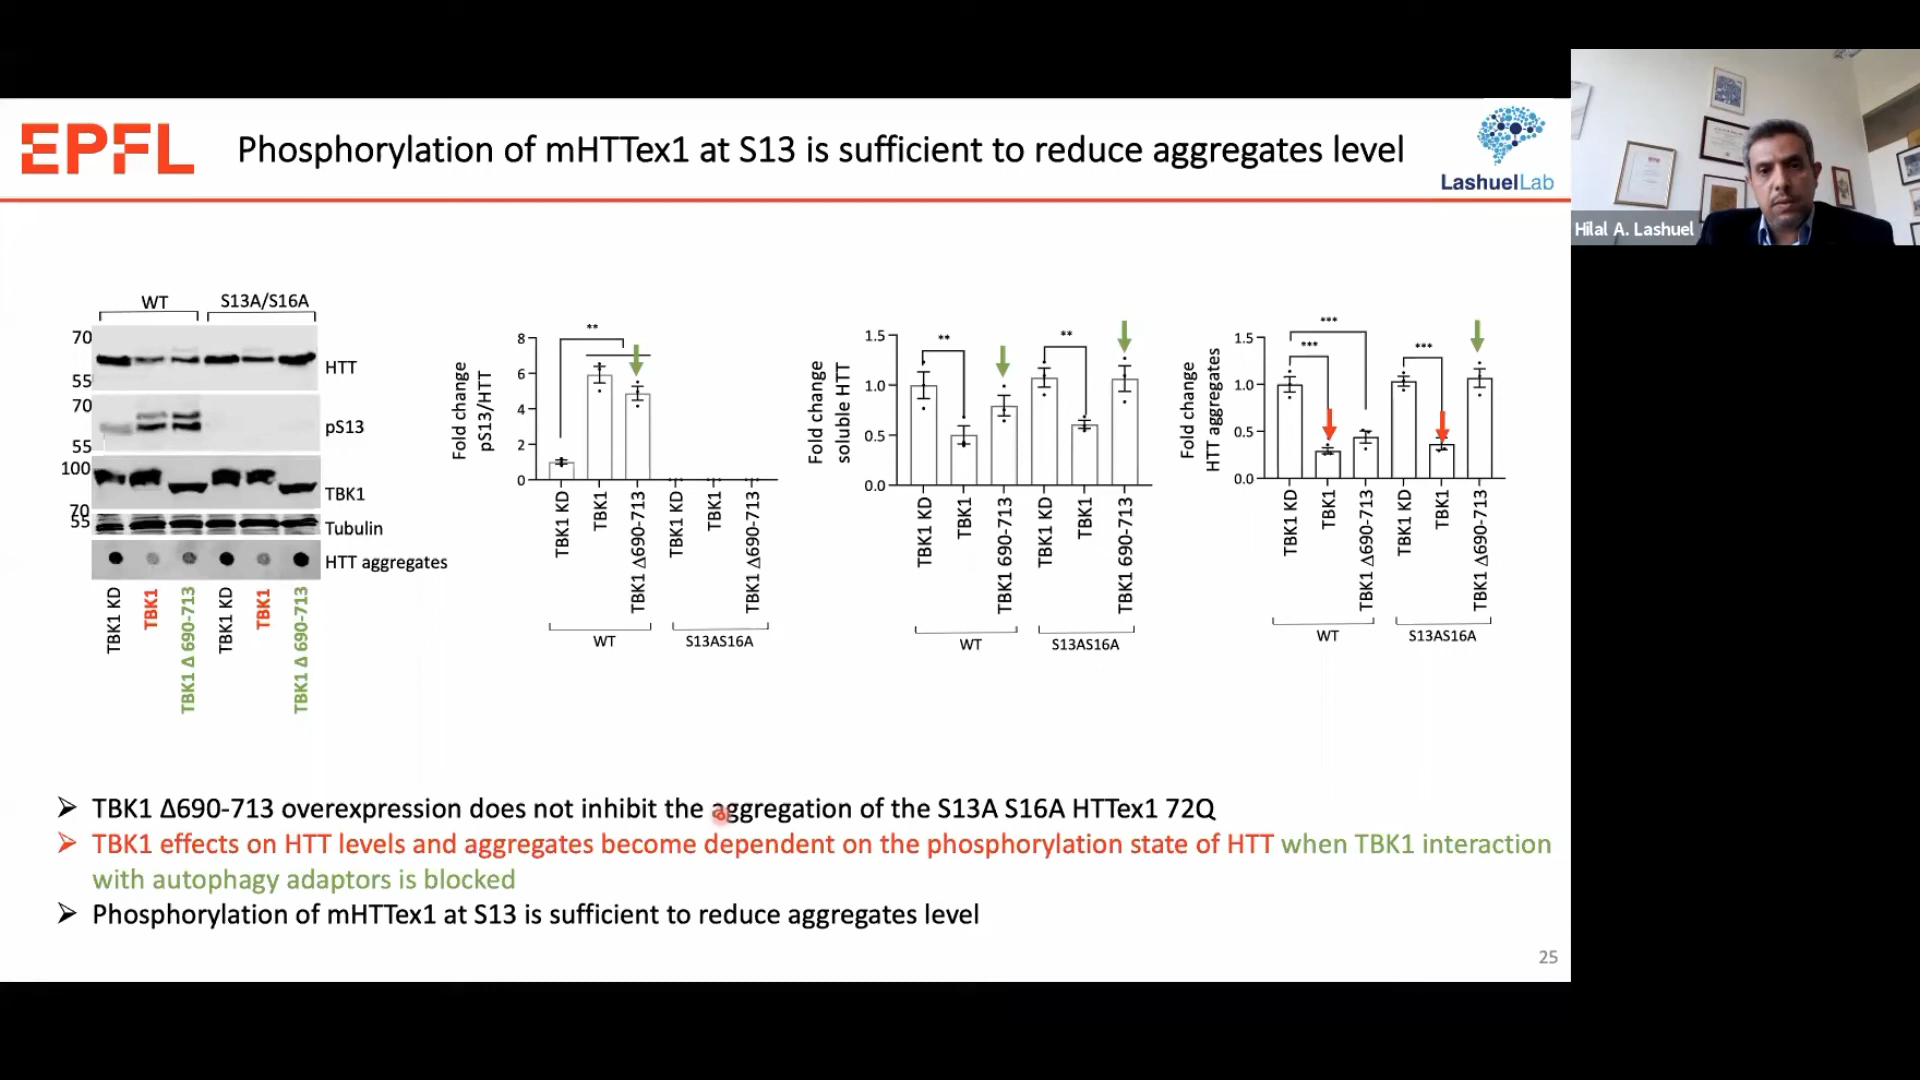 EPFL
Phosphorylation of mHTTex1 at S13 is sufficient to reduce aggregates level
LashuelLab
Hilal A. Lashuel
WT
S13A/S16A
70
55
HTT
70
55
pS13
100
70
TBK1
55
Tubulin
HTT aggregates
TBK1 KD
TBK1
TBK1 Δ 690-713
TBK1 KD
TBK1
TBK1 Δ 690-713
Fold change
pS13/HTT
8
6
4
2
0
**
TBK1 KD
TBK1
TBK1 Δ690-713
TBK1 KD
TBK1
TBK1 Δ690-713
WT
S13AS16A
Fold change
soluble HTT
1.5
1.0
0.5
0.0
**
**
TBK1 KD
TBK1
TBK1 690-713
TBK1 KD
TBK1
TBK1 690-713
WT
S13AS16A
Fold change
HTT aggregates
1.5
1.0
0.5
0.0
***
***
***
TBK1 KD
TBK1
TBK1 Δ690-713
TBK1 KD
TBK1
TBK1 Δ690-713
WT
S13AS16A
➢ TBK1 Δ690-713 overexpression does not inhibit the aggregation of the S13A S16A HTTex1 72Q
➢ TBK1 effects on HTT levels and aggregates become dependent on the phosphorylation state of HTT when TBK1 interaction
with autophagy adaptors is blocked
➢ Phosphorylation of mHTTex1 at S13 is sufficient to reduce aggregates level
25